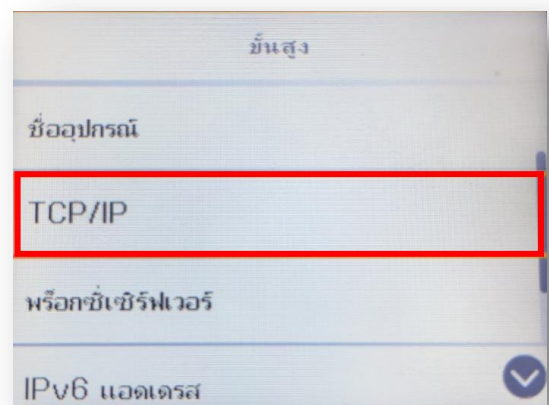 ขั้นสูง
ชื่ออุปกรณ์
TCP/IP
พร็อกซี่เซิร์ฟเวอร์
IPv6 แอดเดรส